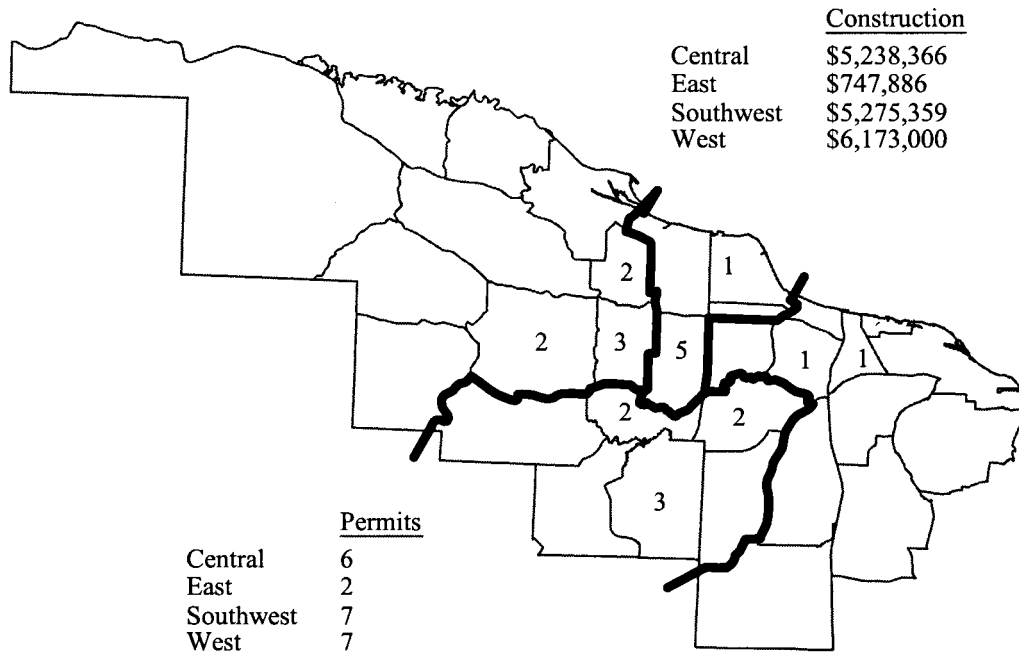 Construction
Central $5,238,366
East $747,886
Southwest $5,275,359
West $6,173,000
2
1
2
3
5
1
1
2
2
3
Permits
Central 6
East 2
Southwest 7
West 7